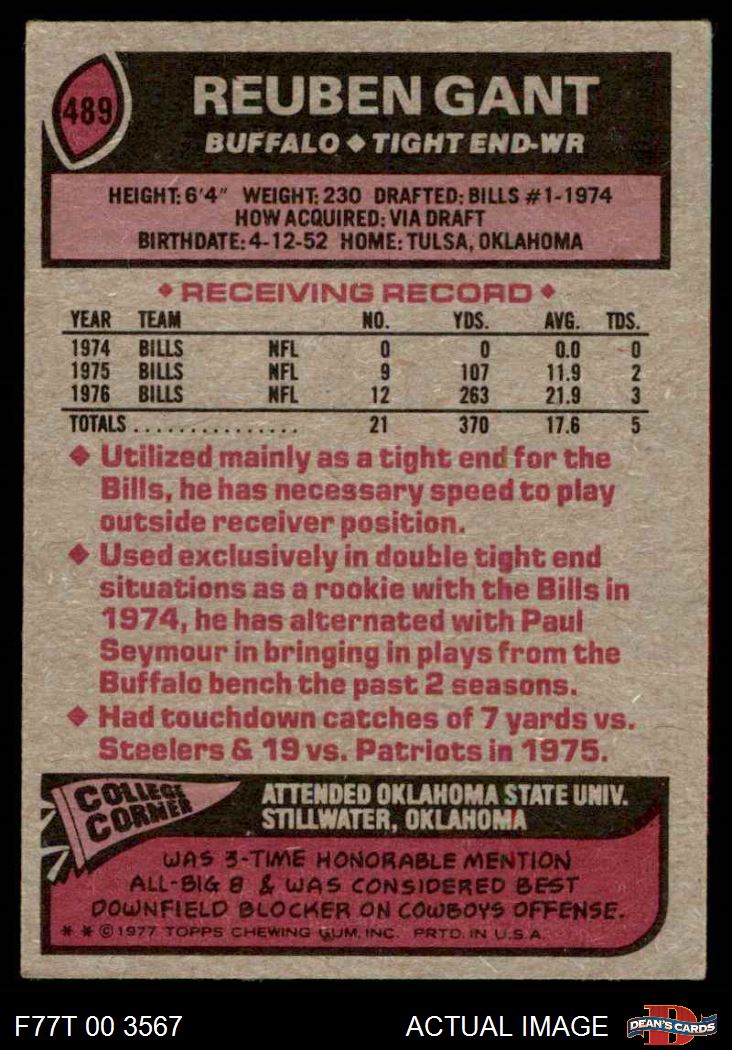 489
REUBEN GANT
BUFFALO ◆ TIGHT END-WR
HEIGHT: 6'4" WEIGHT: 230 DRAFTED: BILLS #1-1974
HOW ACQUIRED: VIA DRAFT
BIRTHDATE: 4-12-52 HOME: TULSA, OKLAHOMA
◆ RECEIVING RECORD ◆
YEAR TEAM NO. YDS. AVG. TDS.
1974 BILLS NFL 0 0 0.0 0
1975 BILLS NFL 9 107 11.9 2
1976 BILLS NFL 12 263 21.9 3
TOTALS ............... 21 370 17.6 5
◆ Utilized mainly as a tight end for the
Bills, he has necessary speed to play
outside receiver position.
◆ Used exclusively in double tight end
situations as a rookie with the Bills in
1974, he has alternated with Paul
Seymour in bringing in plays from the
Buffalo bench the past 2 seasons.
◆ Had touchdown catches of 7 yards vs.
Steelers & 19 vs. Patriots in 1975.
COLLEGE
CORNER
ATTENDED OKLAHOMA STATE UNIV.
STILLWATER, OKLAHOMA
WAS 3-TIME HONORABLE MENTION
ALL-BIG 8 & WAS CONSIDERED BEST
DOWNFIELD BLOCKER ON COWBOYS OFFENSE.
* * © 1977 TOPPS CHEWING GUM, INC. PRTD. IN U.S.A.
F77T 00 3567 ACTUAL IMAGE
D
DEAN'S CARDS